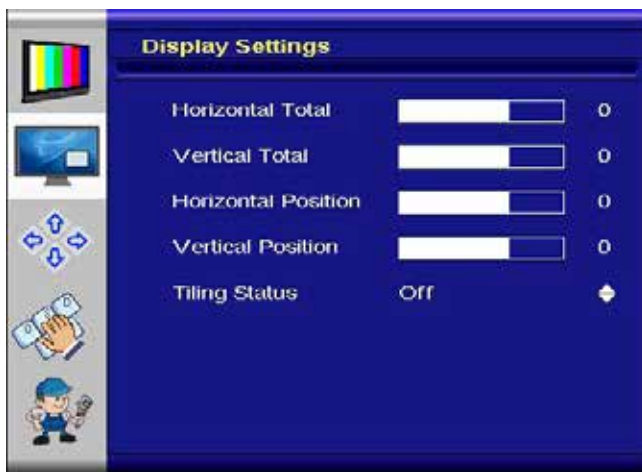 Display Settings
Horizontal Total 0
Vertical Total 0
Horizontal Position 0
Vertical Position 0
Tiling Status Off